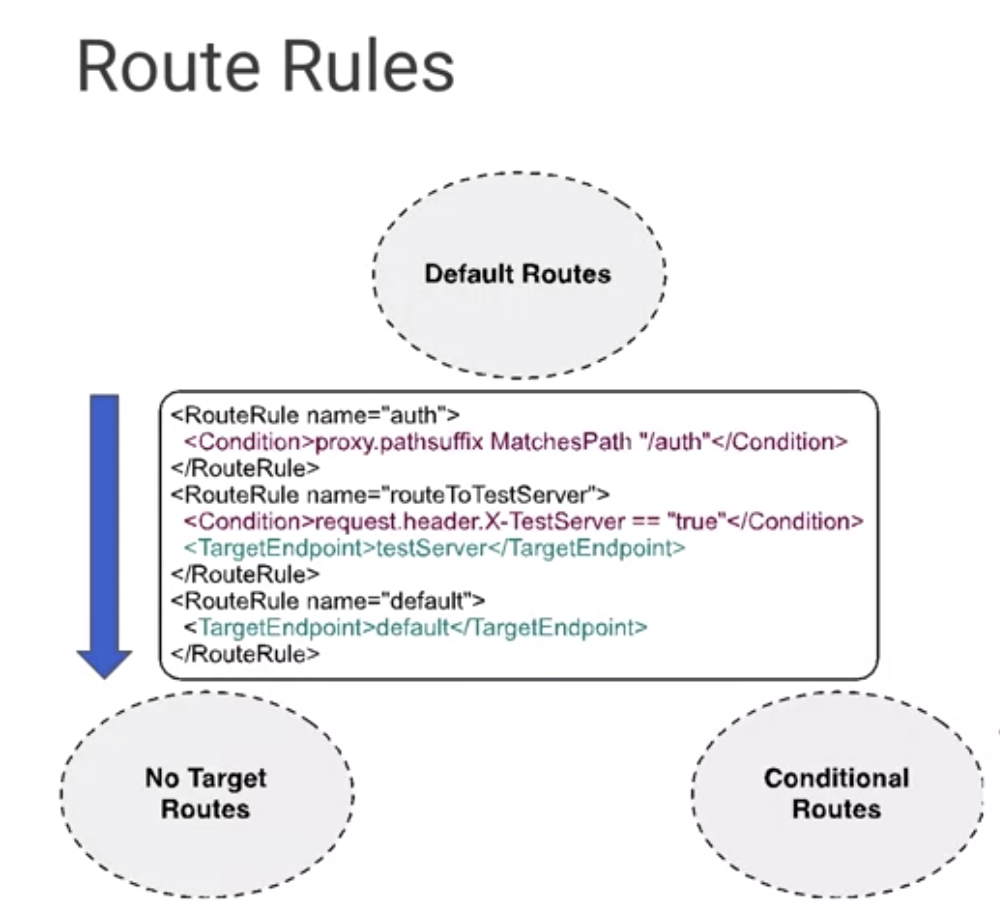 Route Rules
Default Routes
<RouteRule name="auth">
<Condition>proxy.pathsuffix MatchesPath "/auth"</Condition>
</RouteRule>
<RouteRule name="routeToTestServer">
<Condition>request.header.X-TestServer == "true"</Condition>
<TargetEndpoint>testServer</TargetEndpoint>
</RouteRule>
<RouteRule name="default">
<TargetEndpoint>default</TargetEndpoint>
</RouteRule>
No Target
Routes
Conditional
Routes